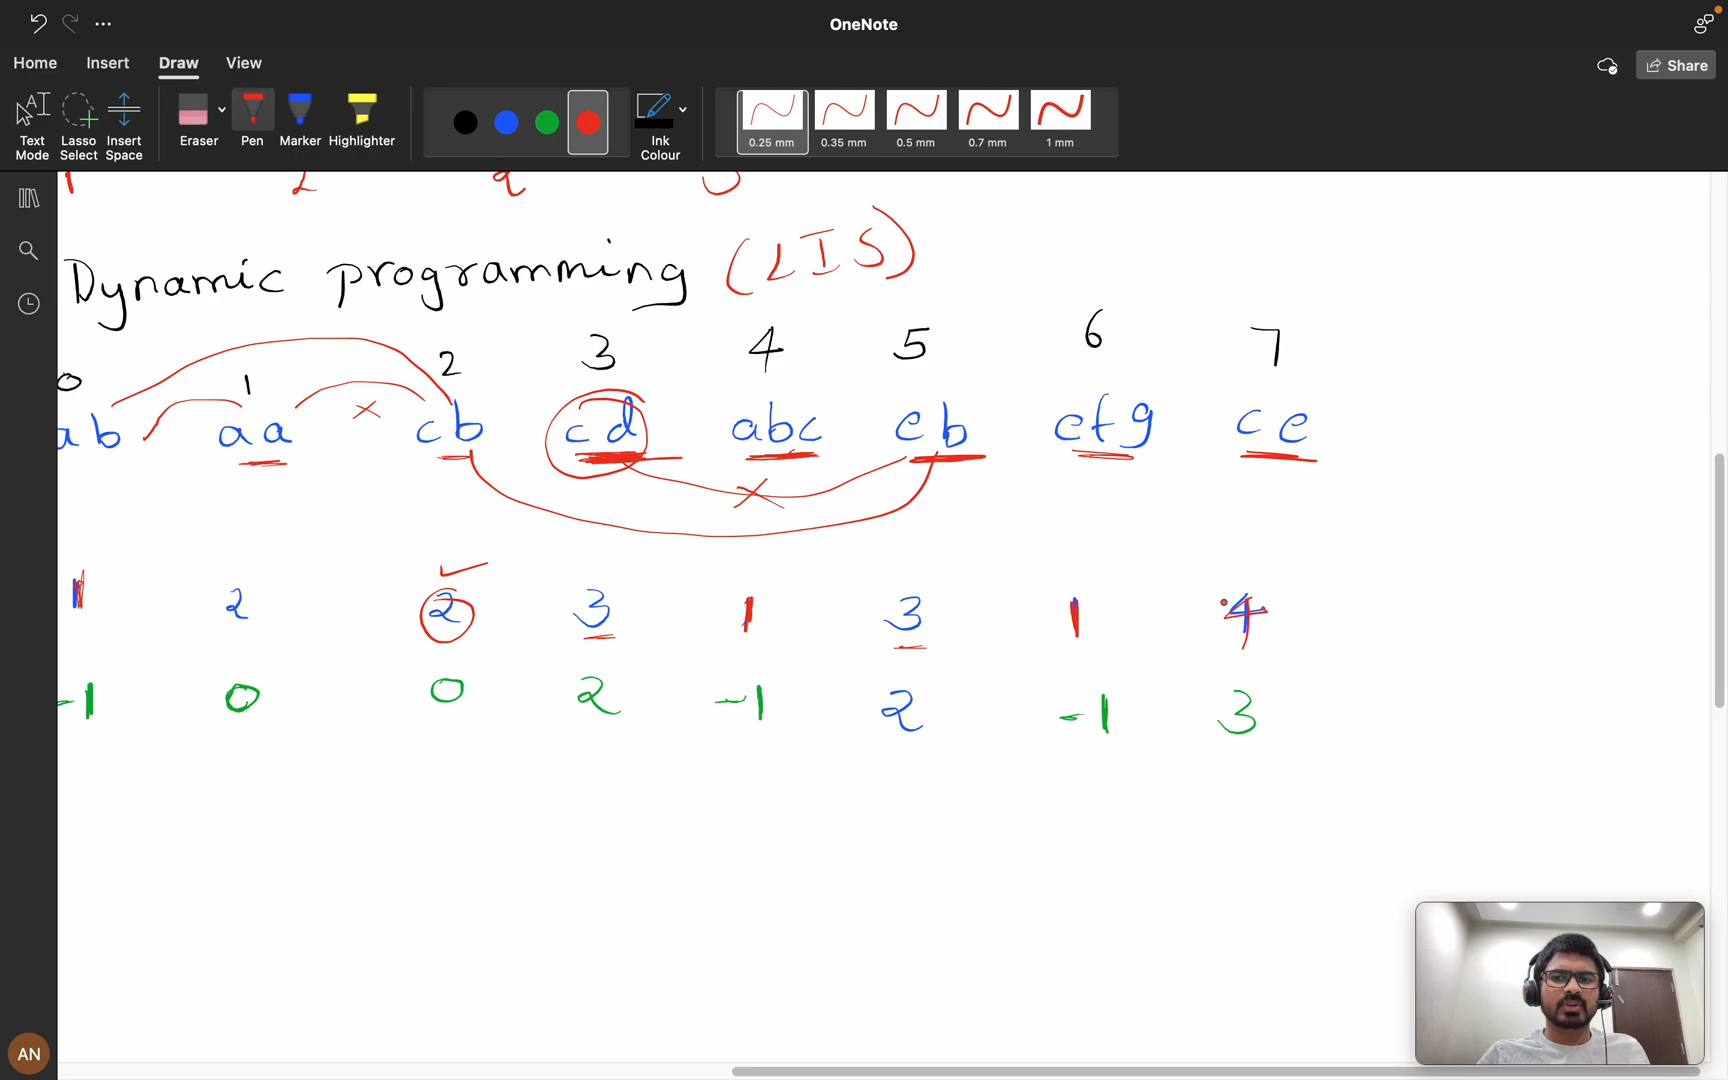 OneNote
Home Insert Draw View
Share
Text Mode
Lasso Select
Insert Space
Eraser
Pen
Marker
Highlighter
Ink Colour
0.25 mm 0.35 mm 0.5 mm 0.7 mm 1 mm
Dynamic programming (LIS)
0 1 2 3 4 5 6 7
ab aa cb cd abc eb efg ce
1 2 2 3 1 3 1 4
-1 0 0 2 -1 2 -1 3
AN